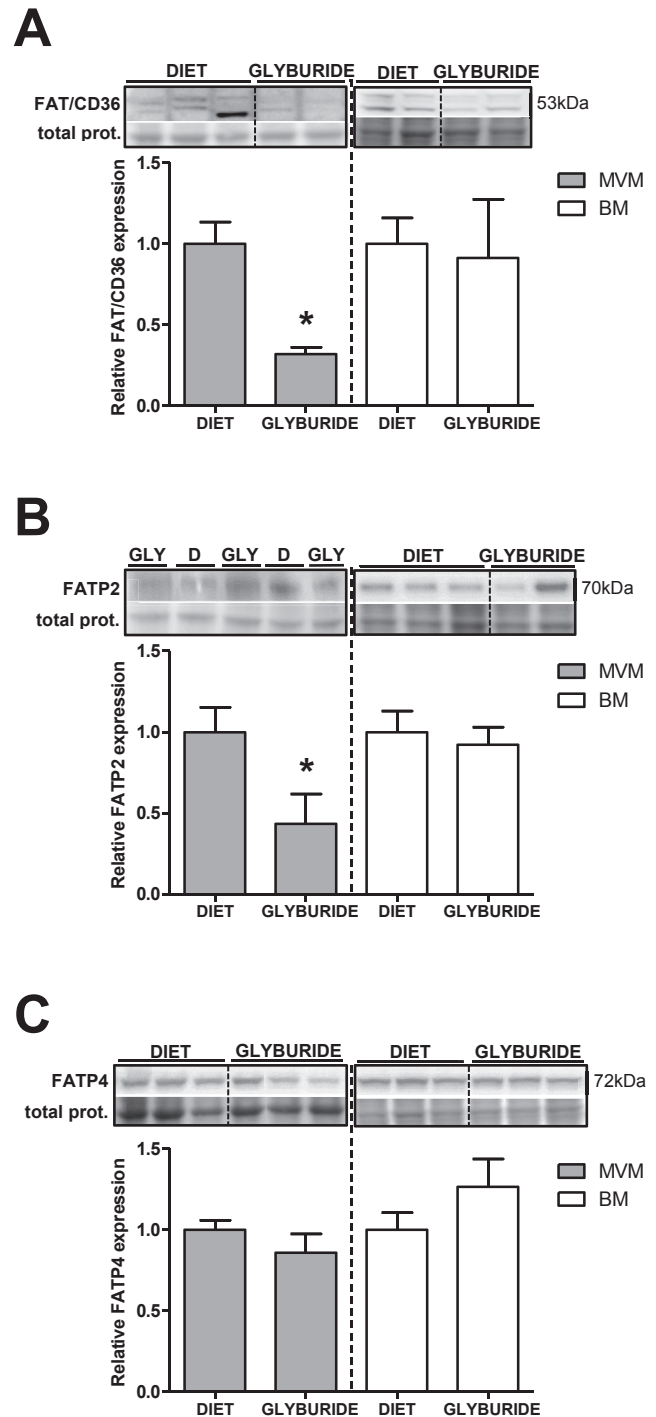 A
DIET GLYBURIDE DIET GLYBURIDE
FAT/CD36 53kDa
total prot.
Relative FAT/CD36 expression
1.5
1.0
0.5
0.0
*
MVM
BM
DIET GLYBURIDE DIET GLYBURIDE
B
GLY D GLY D GLY DIET GLYBURIDE
FATP2 70kDa
total prot.
Relative FATP2 expression
1.5
1.0
0.5
0.0
*
MVM
BM
DIET GLYBURIDE DIET GLYBURIDE
C
DIET GLYBURIDE DIET GLYBURIDE
FATP4 72kDa
total prot.
Relative FATP4 expression
1.5
1.0
0.5
0.0
MVM
BM
DIET GLYBURIDE DIET GLYBURIDE